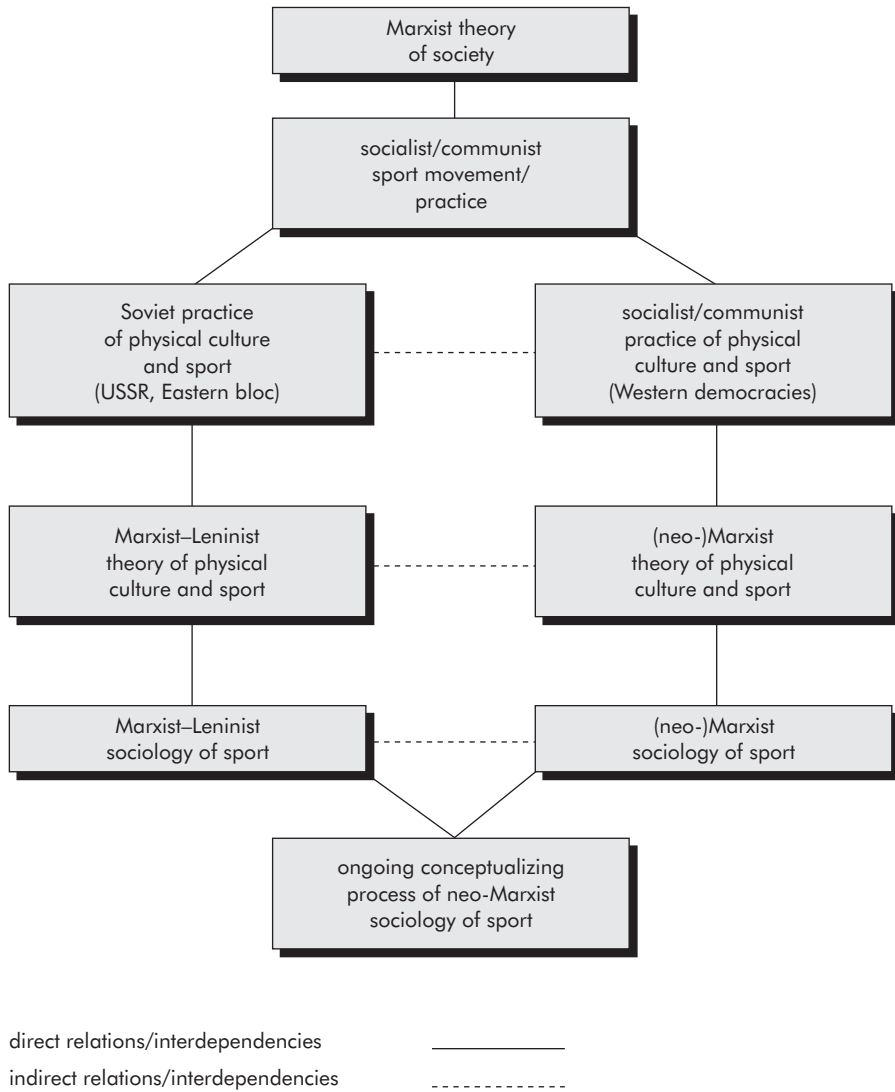 Marxist theory
of society
socialist/communist
sport movement/
practice
Soviet practice
of physical culture
and sport
(USSR, Eastern bloc)
socialist/communist
practice of physical
culture and sport
(Western democracies)
Marxist–Leninist
theory of physical
culture and sport
(neo-)Marxist
theory of physical
culture and sport
Marxist–Leninist
sociology of sport
(neo-)Marxist
sociology of sport
ongoing conceptualizing
process of neo-Marxist
sociology of sport
direct relations/interdependencies
indirect relations/interdependencies